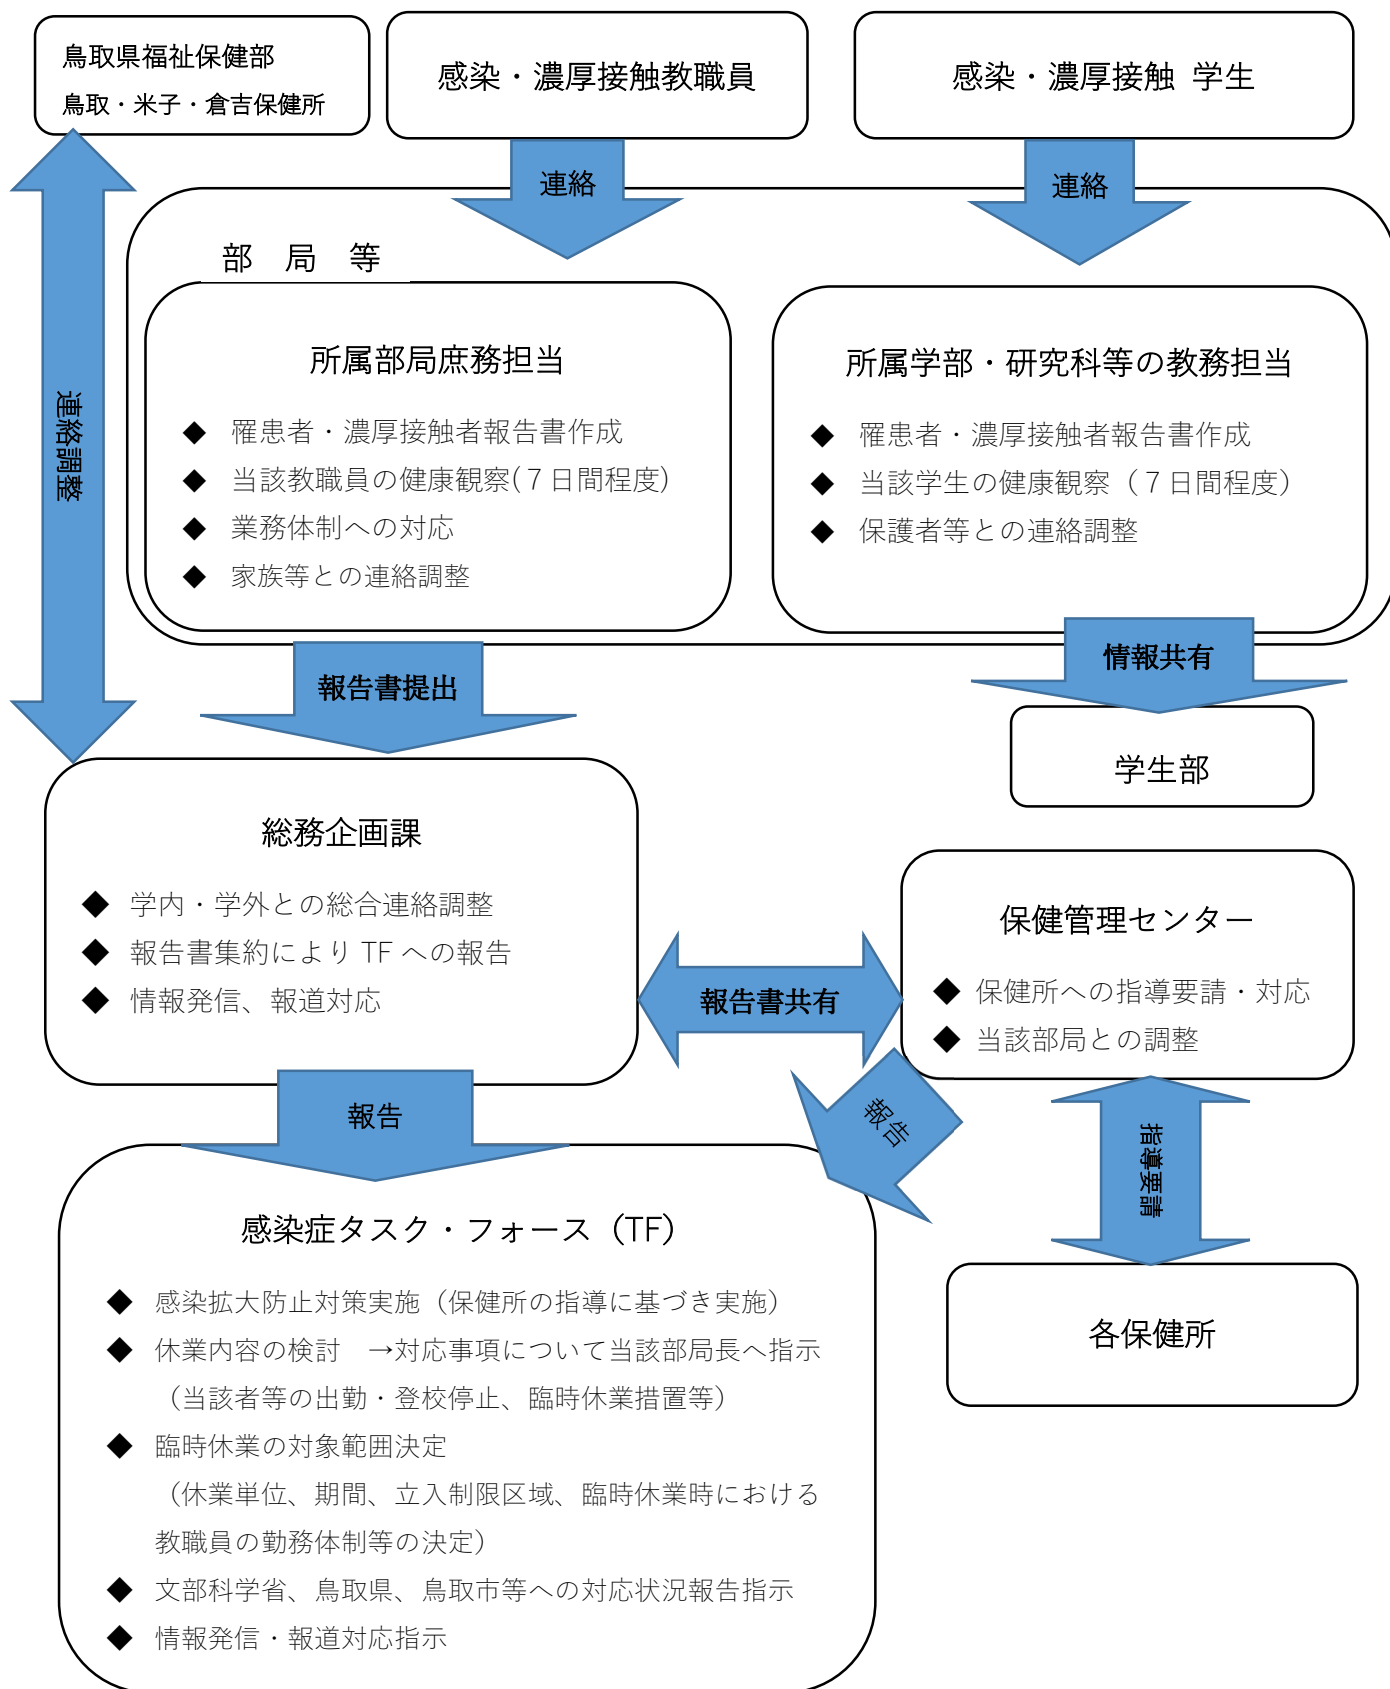 鳥取県福祉保健部
鳥取・米子・倉吉保健所
感染・濃厚接触教職員
感染・濃厚接触 学生
連絡
連絡
部　局　等
連絡調整
所属部局庶務担当
◆ 罹患者・濃厚接触者報告書作成
◆ 当該教職員の健康観察(７日間程度)
◆ 業務体制への対応
◆ 家族等との連絡調整
所属学部・研究科等の教務担当
◆ 罹患者・濃厚接触者報告書作成
◆ 当該学生の健康観察（７日間程度）
◆ 保護者等との連絡調整
報告書提出
情報共有
学生部
総務企画課
◆ 学内・学外との総合連絡調整
◆ 報告書集約により TF への報告
◆ 情報発信、報道対応
報告書共有
保健管理センター
◆ 保健所への指導要請・対応
◆ 当該部局との調整
報告
報告
指導要請
各保健所
感染症タスク・フォース（TF）
◆ 感染拡大防止対策実施（保健所の指導に基づき実施）
◆ 休業内容の検討　→対応事項について当該部局長へ指示
（当該者等の出勤・登校停止、臨時休業措置等）
◆ 臨時休業の対象範囲決定
（休業単位、期間、立入制限区域、臨時休業時における
教職員の勤務体制等の決定）
◆ 文部科学省、鳥取県、鳥取市等への対応状況報告指示
◆ 情報発信・報道対応指示